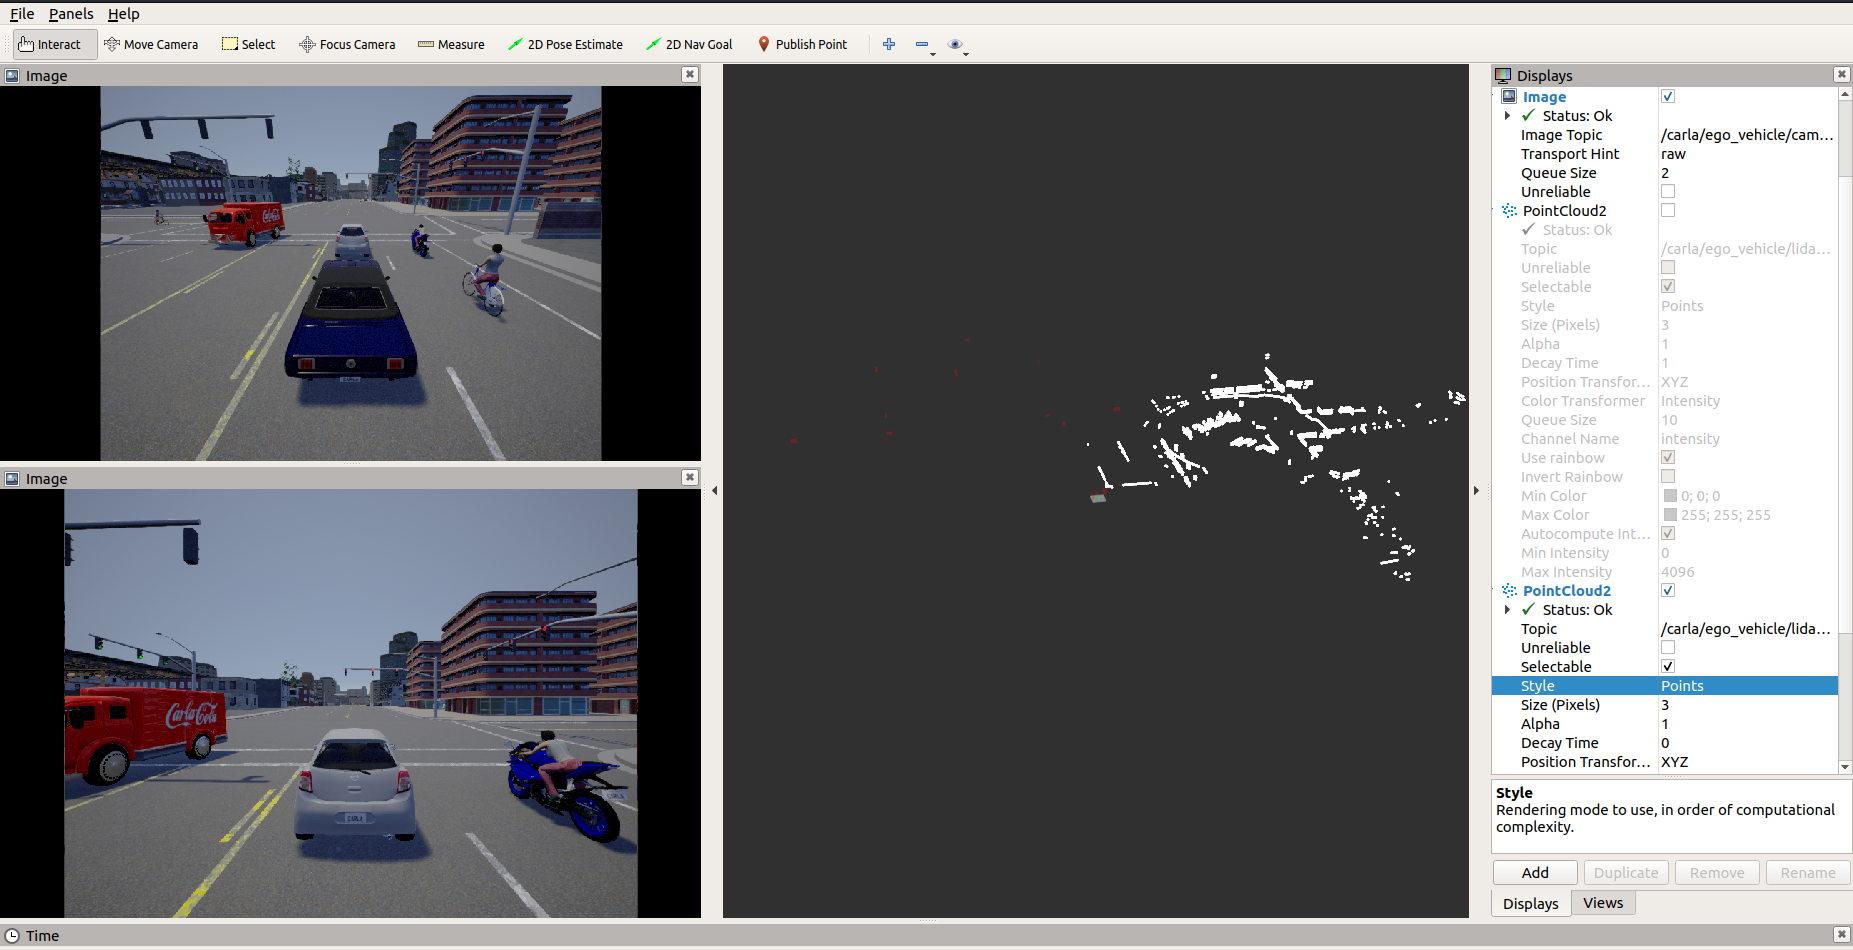 File Panels Help
Interact Move Camera Select Focus Camera Measure 2D Pose Estimate 2D Nav Goal Publish Point
Image
Coca-Cola
Image
Carla Cola
CARLA
CARLA
Displays
Image
Status: Ok
Image Topic /carla/ego_vehicle/cam...
Transport Hint raw
Queue Size 2
Unreliable
PointCloud2
Status: Ok
Topic /carla/ego_vehicle/lida...
Unreliable
Selectable
Style Points
Size (Pixels) 3
Alpha 1
Decay Time 1
Position Transfor... XYZ
Color Transformer Intensity
Queue Size 10
Channel Name intensity
Use rainbow
Invert Rainbow
Min Color 0; 0; 0
Max Color 255; 255; 255
Autocompute Int...
Min Intensity 0
Max Intensity 4096
PointCloud2
Status: Ok
Topic /carla/ego_vehicle/lida...
Unreliable
Selectable
Style Points
Size (Pixels) 3
Alpha 1
Decay Time 0
Position Transfor... XYZ
Style
Rendering mode to use, in order of computational
complexity.
Add Duplicate Remove Rename
Displays Views
Time